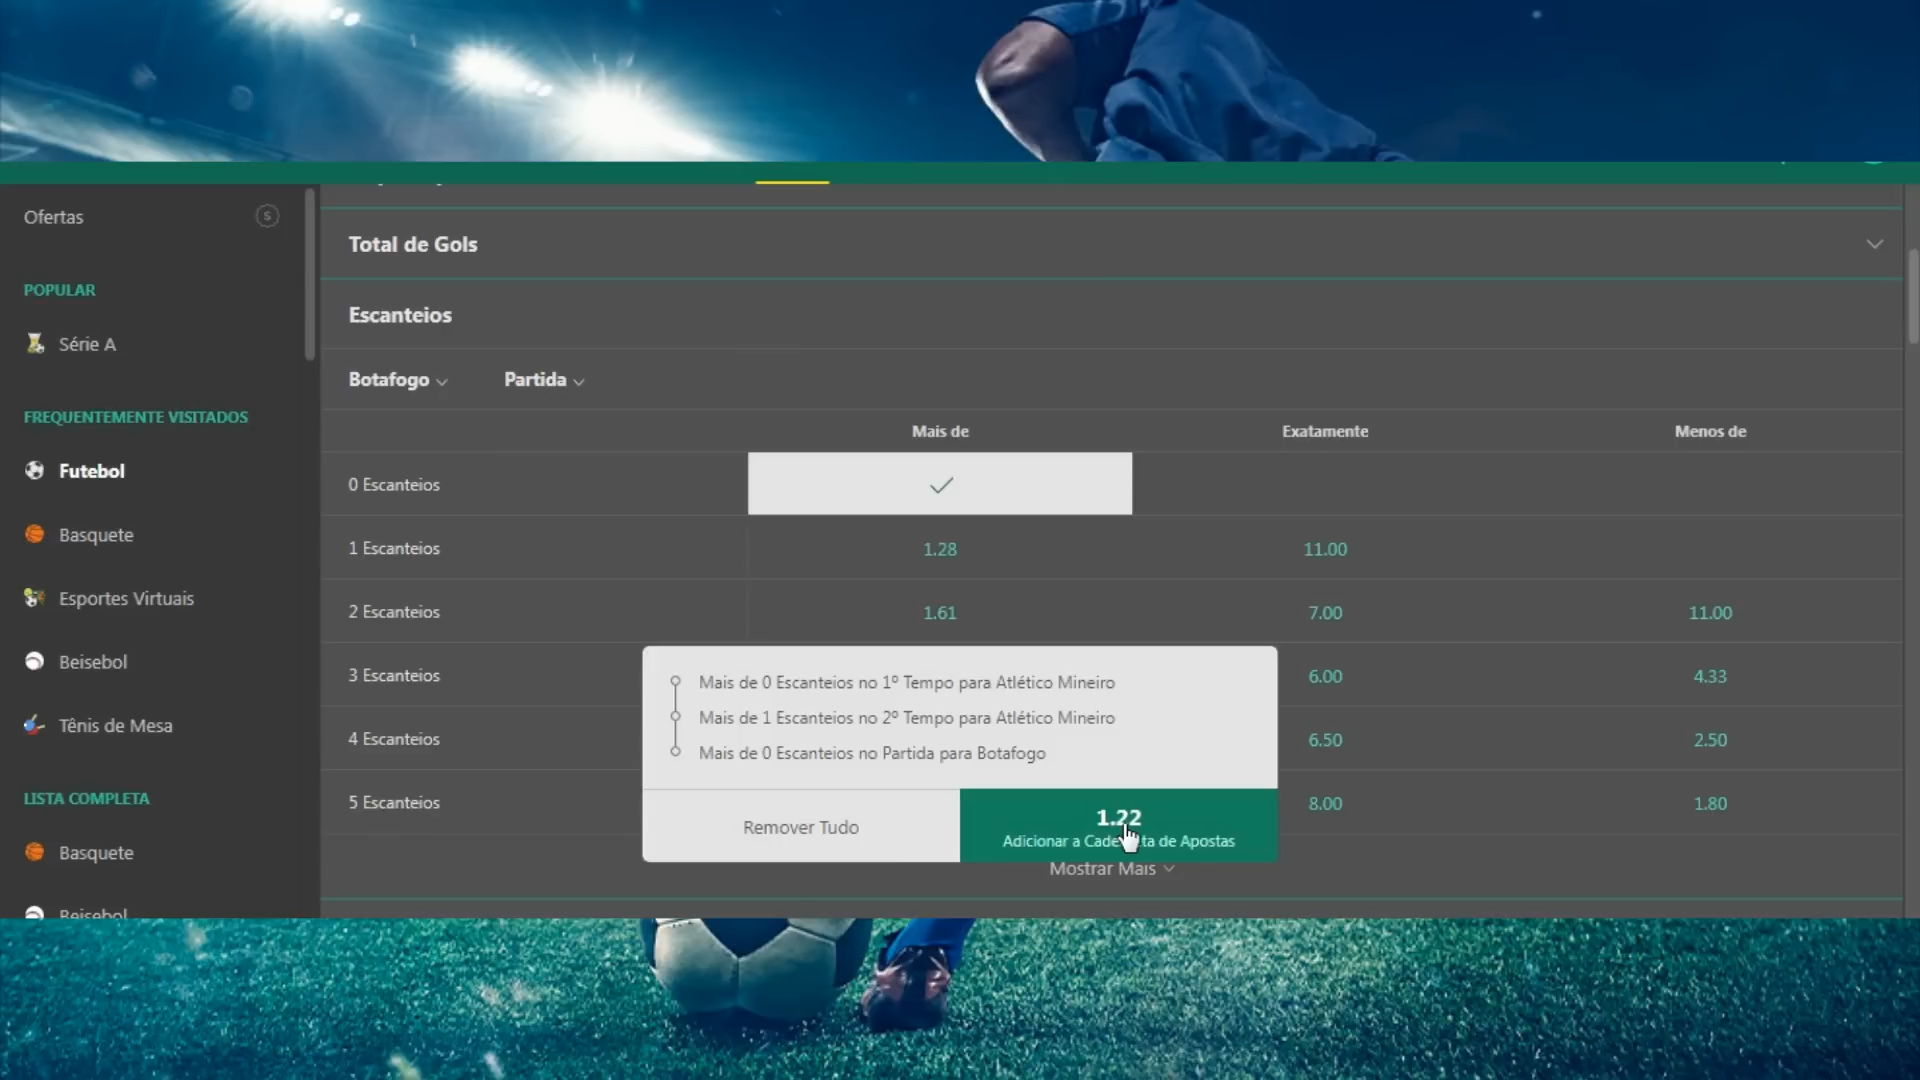 Ofertas
S
POPULAR
Série A
FREQUENTEMENTE VISITADOS
Futebol
Basquete
Esportes Virtuais
Beisebol
Tênis de Mesa
LISTA COMPLETA
Basquete
Beisebol
Total de Gols
Escanteios
Botafogo Partida
Mais de Exatamente Menos de
0 Escanteios
1 Escanteios 1.28 11.00
2 Escanteios 1.61 7.00 11.00
3 Escanteios 6.00 4.33
4 Escanteios 6.50 2.50
5 Escanteios 8.00 1.80
Mais de 0 Escanteios no 1º Tempo para Atlético Mineiro
Mais de 1 Escanteios no 2º Tempo para Atlético Mineiro
Mais de 0 Escanteios no Partida para Botafogo
Remover Tudo
1.22
Adicionar a de Apostas
Mostrar Mais